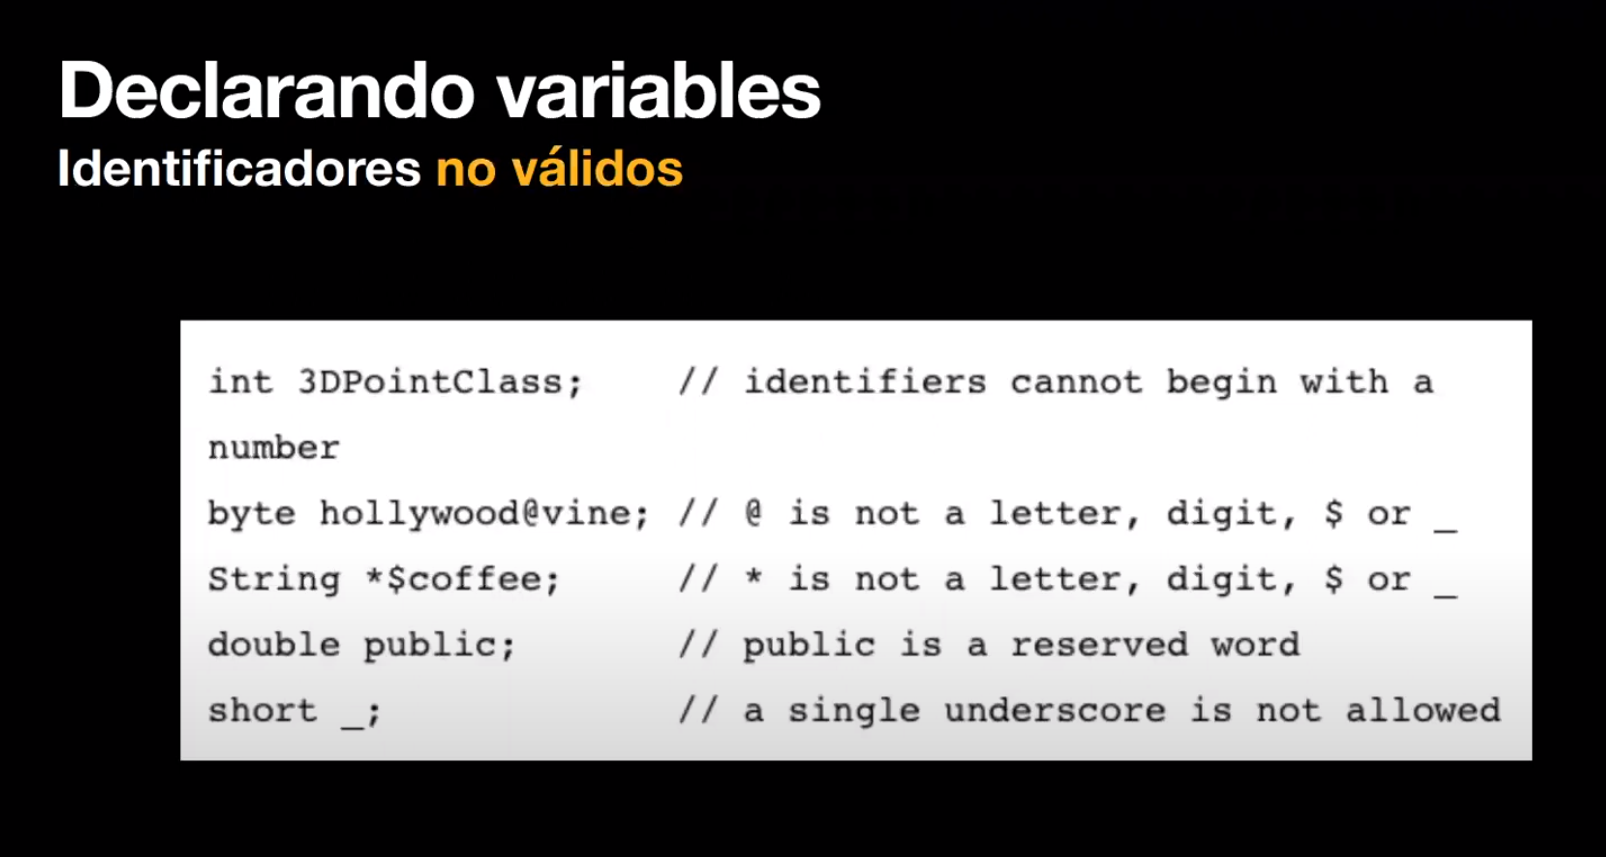 Declarando variables
Identificadores no válidos
int 3DPointClass;    // identifiers cannot begin with a
number
byte hollywood@vine; // @ is not a letter, digit, $ or _
String *$coffee;     // * is not a letter, digit, $ or _
double public;       // public is a reserved word
short _;             // a single underscore is not allowed